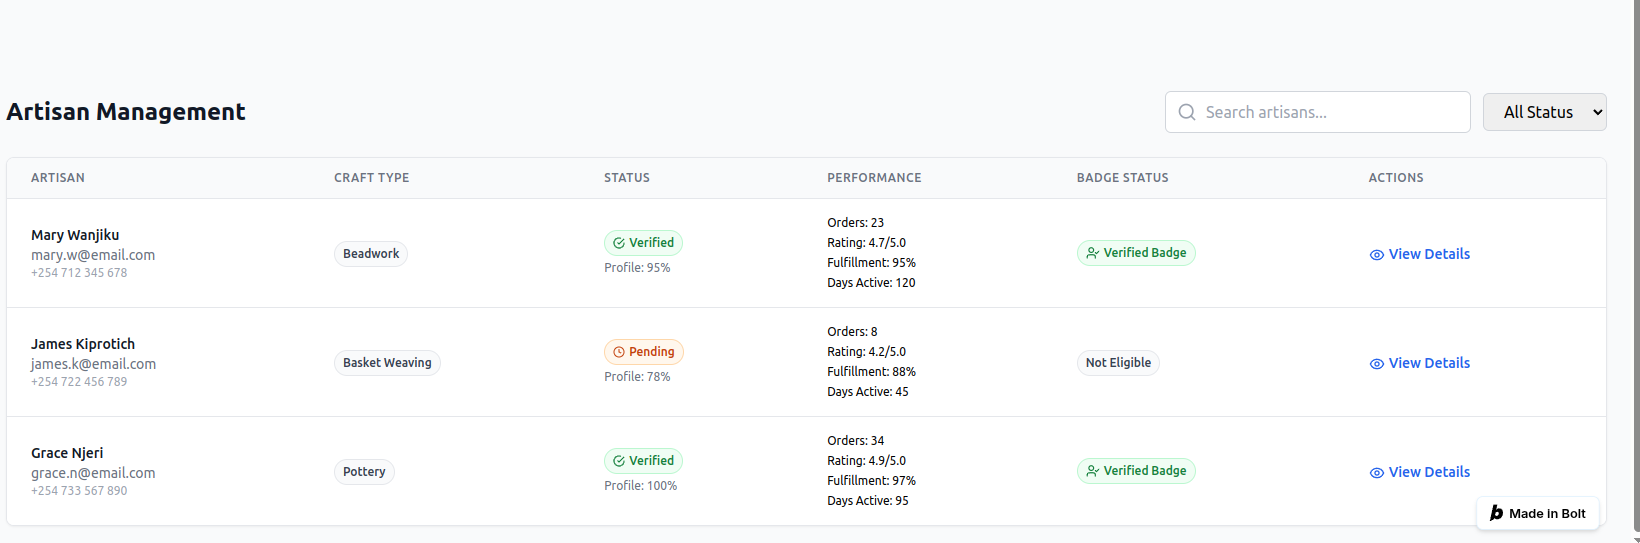 Artisan Management
Search artisans...
All Status
ARTISAN CRAFT TYPE STATUS PERFORMANCE BADGE STATUS ACTIONS
Mary Wanjiku
mary.w@email.com
+254 712 345 678
Beadwork
Verified
Profile: 95%
Orders: 23
Rating: 4.7/5.0
Fulfillment: 95%
Days Active: 120
Verified Badge
View Details
James Kiprotich
james.k@email.com
+254 722 456 789
Basket Weaving
Pending
Profile: 78%
Orders: 8
Rating: 4.2/5.0
Fulfillment: 88%
Days Active: 45
Not Eligible
View Details
Grace Njeri
grace.n@email.com
+254 733 567 890
Pottery
Verified
Profile: 100%
Orders: 34
Rating: 4.9/5.0
Fulfillment: 97%
Days Active: 95
Verified Badge
View Details
b Made in Bolt